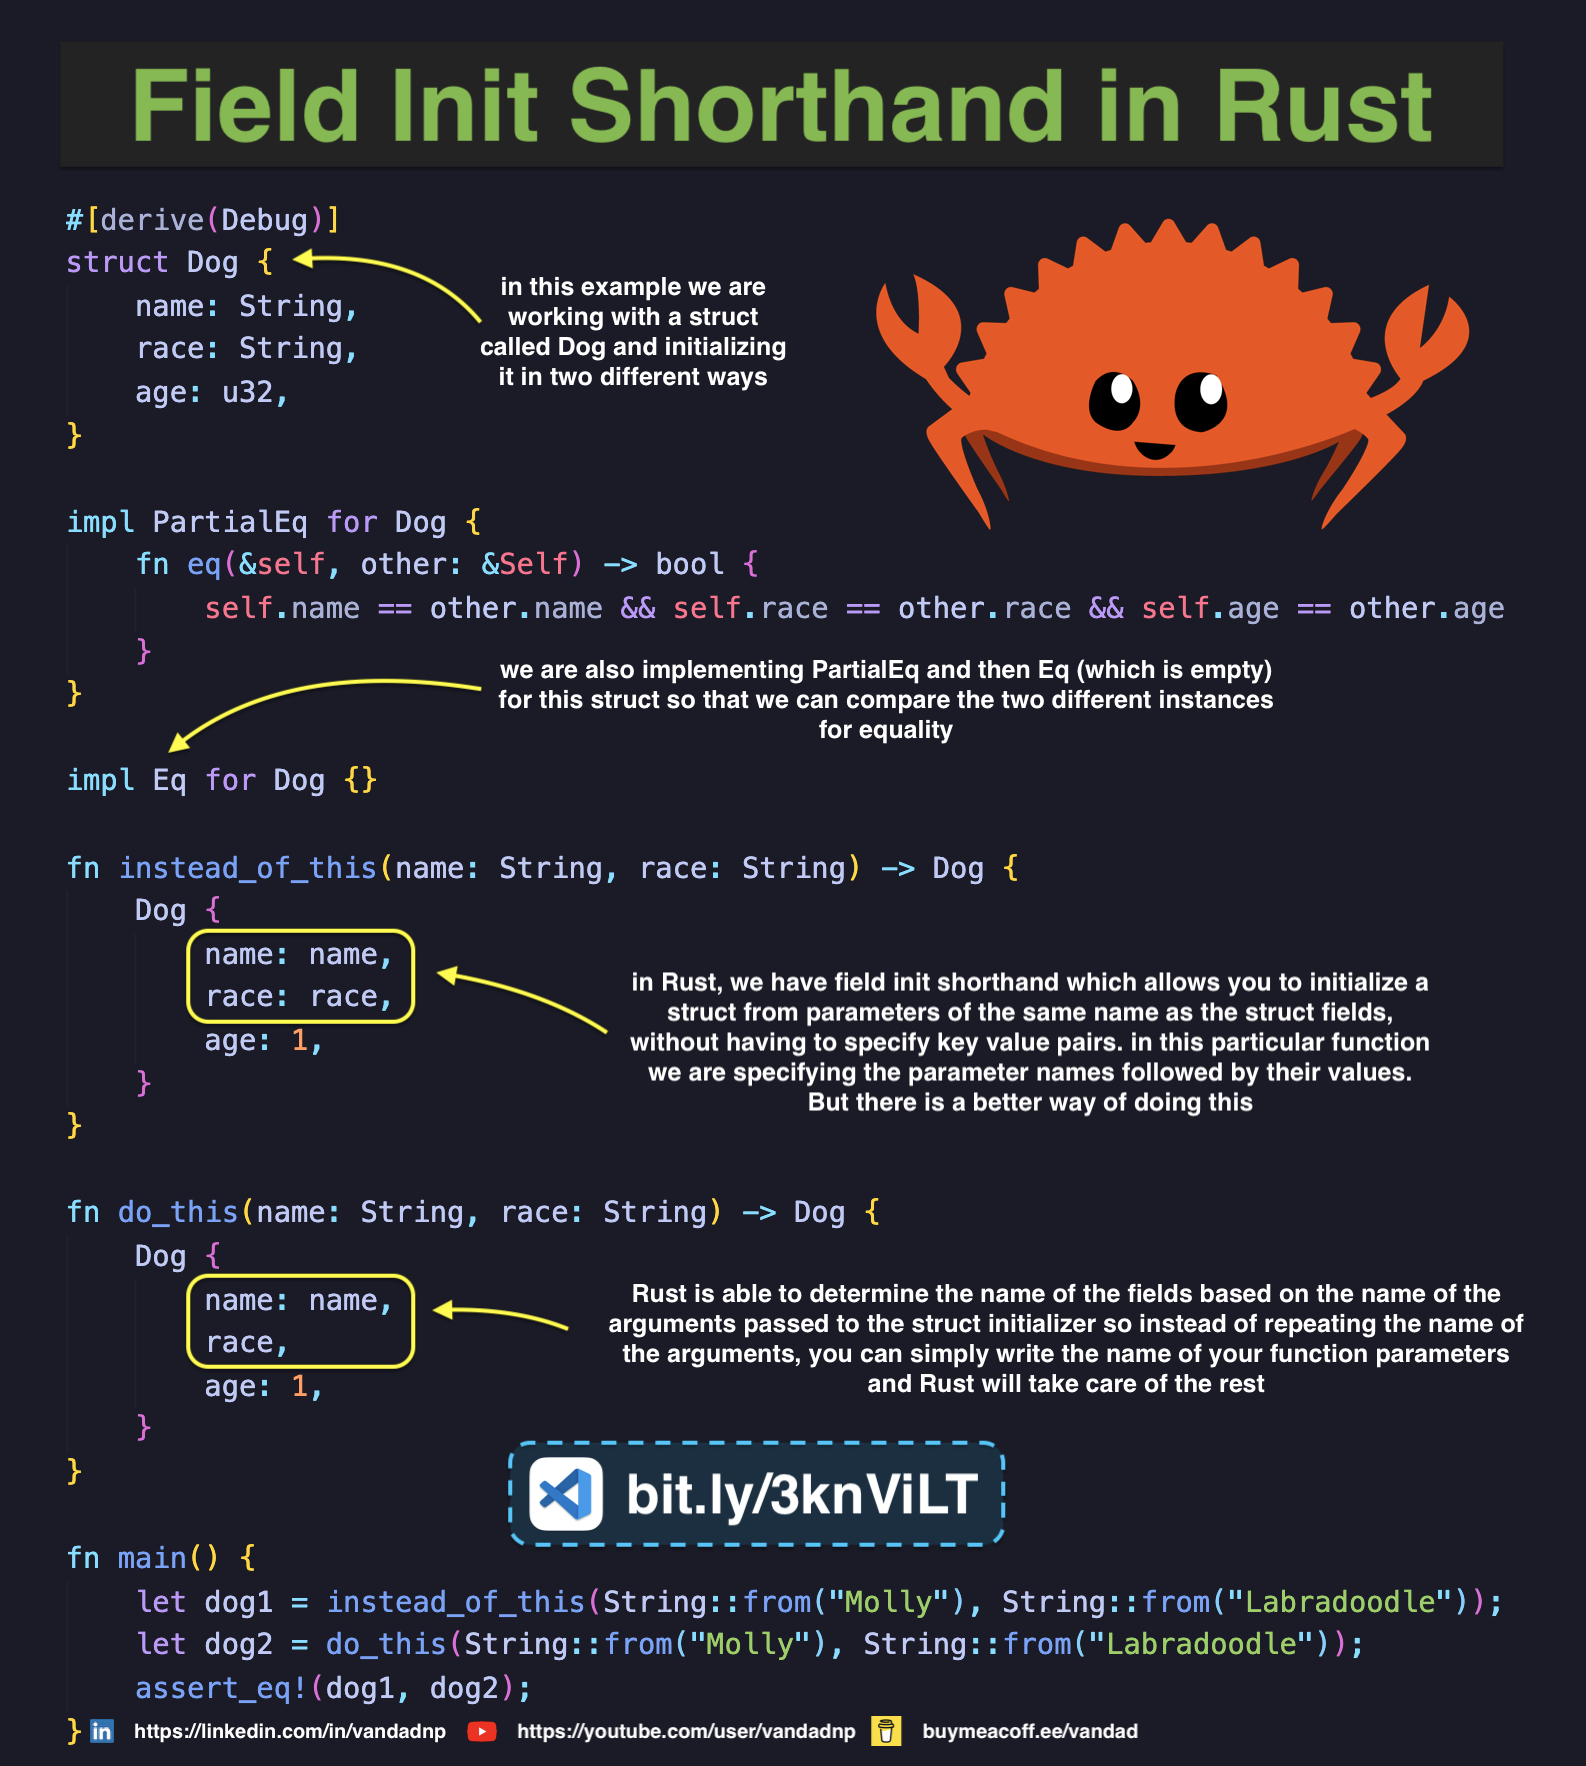 Field Init Shorthand in Rust
#[derive(Debug)]
struct Dog {
    name: String,
    race: String,
    age: u32,
}
in this example we are
working with a struct
called Dog and initializing
it in two different ways
impl PartialEq for Dog {
    fn eq(&self, other: &Self) -> bool {
        self.name == other.name && self.race == other.race && self.age == other.age
    }
}
we are also implementing PartialEq and then Eq (which is empty)
for this struct so that we can compare the two different instances
for equality
impl Eq for Dog {}
fn instead_of_this(name: String, race: String) -> Dog {
    Dog {
        name: name,
        race: race,
        age: 1,
    }
}
in Rust, we have field init shorthand which allows you to initialize a
struct from parameters of the same name as the struct fields,
without having to specify key value pairs. in this particular function
we are specifying the parameter names followed by their values.
But there is a better way of doing this
fn do_this(name: String, race: String) -> Dog {
    Dog {
        name: name,
        race,
        age: 1,
    }
}
Rust is able to determine the name of the fields based on the name of the
arguments passed to the struct initializer so instead of repeating the name of
the arguments, you can simply write the name of your function parameters
and Rust will take care of the rest
bit.ly/3knViLT
fn main() {
    let dog1 = instead_of_this(String::from("Molly"), String::from("Labradoodle"));
    let dog2 = do_this(String::from("Molly"), String::from("Labradoodle"));
    assert_eq!(dog1, dog2);
}
in https://linkedin.com/in/vandadnp https://youtube.com/user/vandadnp buymeacoff.ee/vandad